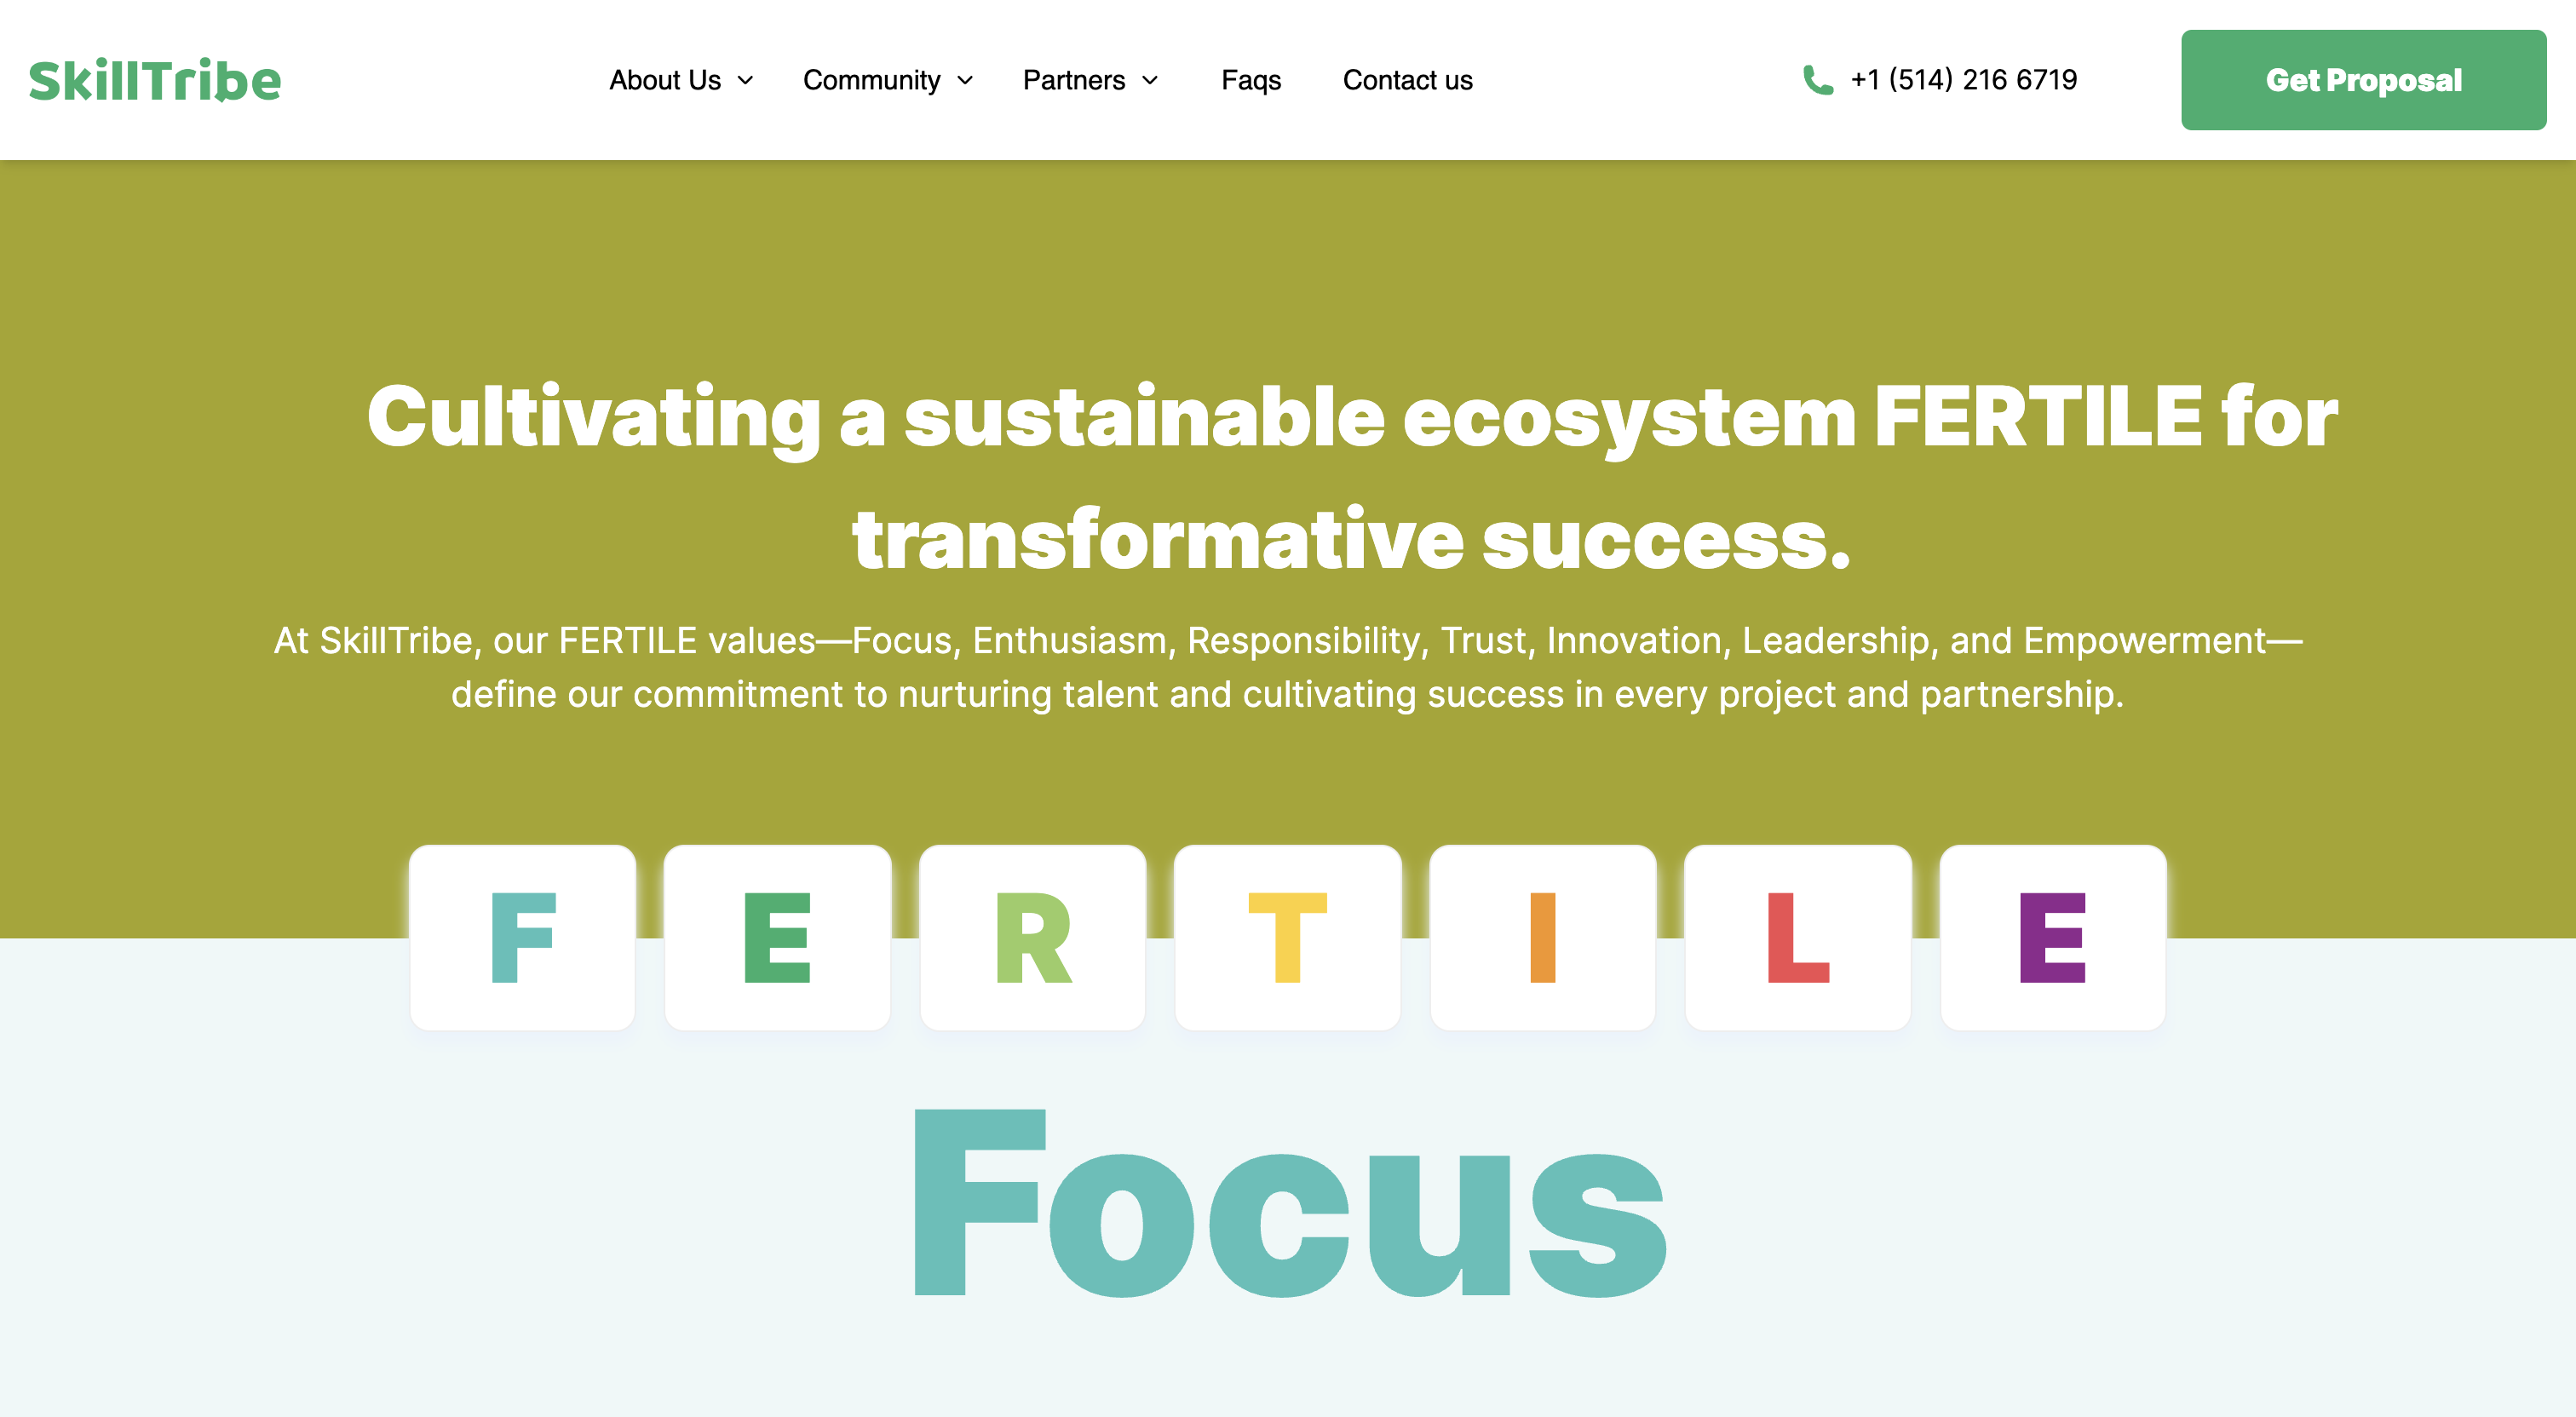 SkillTribe
About Us
Community
Partners
Faqs
Contact us
+1 (514) 216 6719
Get Proposal
Cultivating a sustainable ecosystem FERTILE for
transformative success.
At SkillTribe, our FERTILE values—Focus, Enthusiasm, Responsibility, Trust, Innovation, Leadership, and Empowerment—
define our commitment to nurturing talent and cultivating success in every project and partnership.
F E R T I L E
Focus